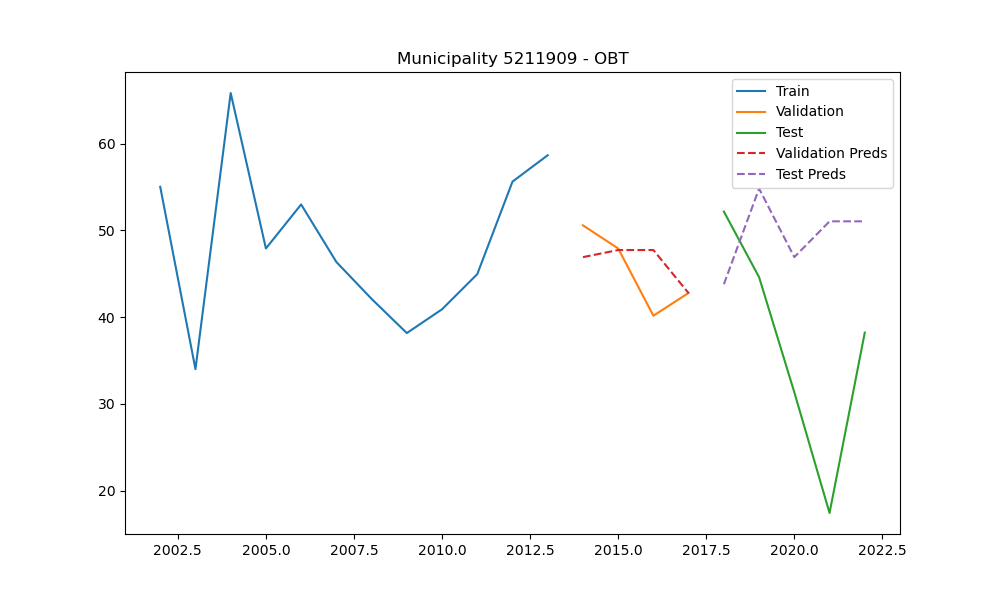 Municipality 5211909 - OBT
Train
Validation
Test
Validation Preds
Test Preds
60
50
40
30
20
2002.5 2005.0 2007.5 2010.0 2012.5 2015.0 2017.5 2020.0 2022.5